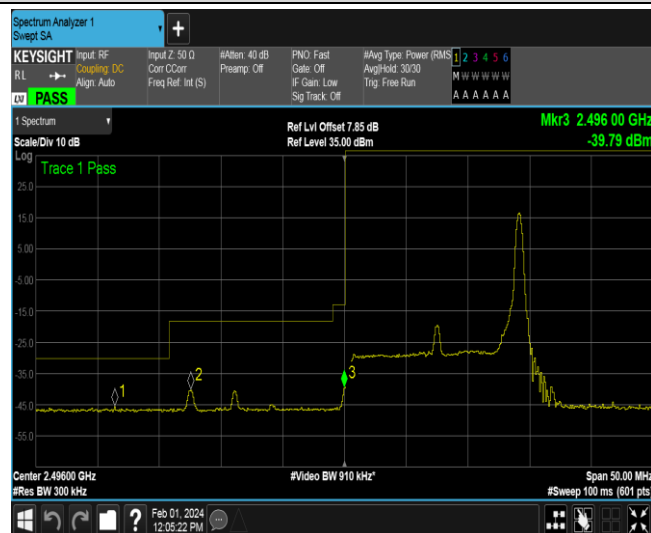 Spectrum Analyzer 1
Swept SA
+
KEYSIGHT Input: RF Input Z: 50 Ω #Atten: 40 dB PNO: Fast #Avg Type: Power (RMS 1 2 3 4 5 6
RL Coupling: DC Corr CCorr Preamp: Off Gate: Off Avg|Hold: 30/30 M W W W W W
Align: Auto Freq Ref: Int (S) IF Gain: Low Trig: Free Run
Sig Track: Off A A A A A A
LXI PASS
1 Spectrum Ref Lvl Offset 7.85 dB Mkr3 2.496 00 GHz
Scale/Div 10 dB Ref Level 35.00 dBm -39.79 dBm
Log
Trace 1 Pass
25.0
15.0
5.00
-5.00
-15.0
-25.0
-35.0
1 2 3
-45.0
-55.0
Center 2.49600 GHz #Video BW 910 kHz* Span 50.00 MHz
#Res BW 300 kHz #Sweep 100 ms (601 pts)
? Feb 01, 2024
12:05:22 PM